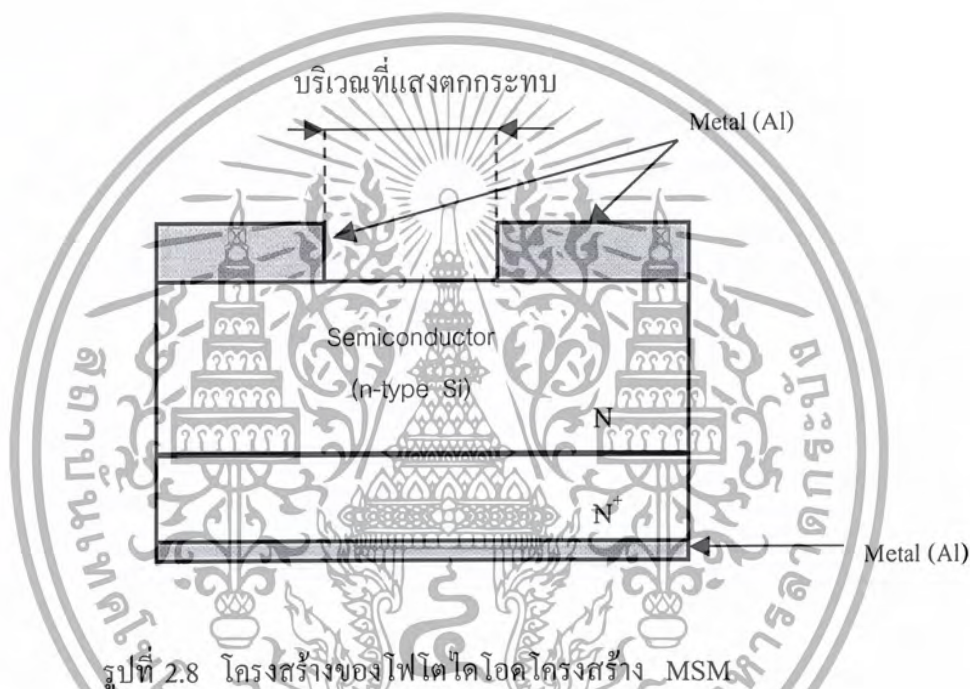 บริเวณที่แสงตกกระทบ
Metal (Al)
Semiconductor
(n-type Si)
N
N+
Metal (Al)
รูปที่ 2.8 โครงสร้างของโฟโตไดโอดโครงสร้าง MSM